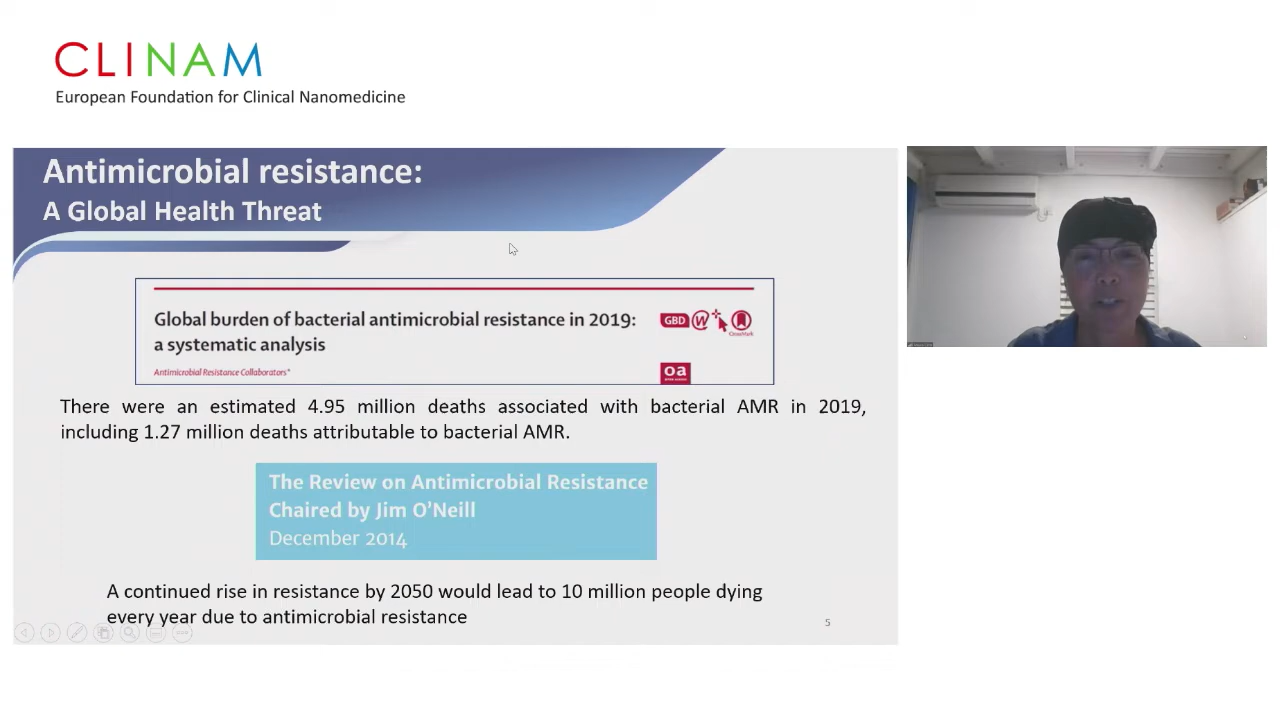 CLINAM
European Foundation for Clinical Nanomedicine
Antimicrobial resistance:
A Global Health Threat
Global burden of bacterial antimicrobial resistance in 2019:
a systematic analysis
GBD
CrossMark
Antimicrobial Resistance Collaborators*
oa
There were an estimated 4.95 million deaths associated with bacterial AMR in 2019,
including 1.27 million deaths attributable to bacterial AMR.
The Review on Antimicrobial Resistance
Chaired by Jim O'Neill
December 2014
A continued rise in resistance by 2050 would lead to 10 million people dying
every year due to antimicrobial resistance
5